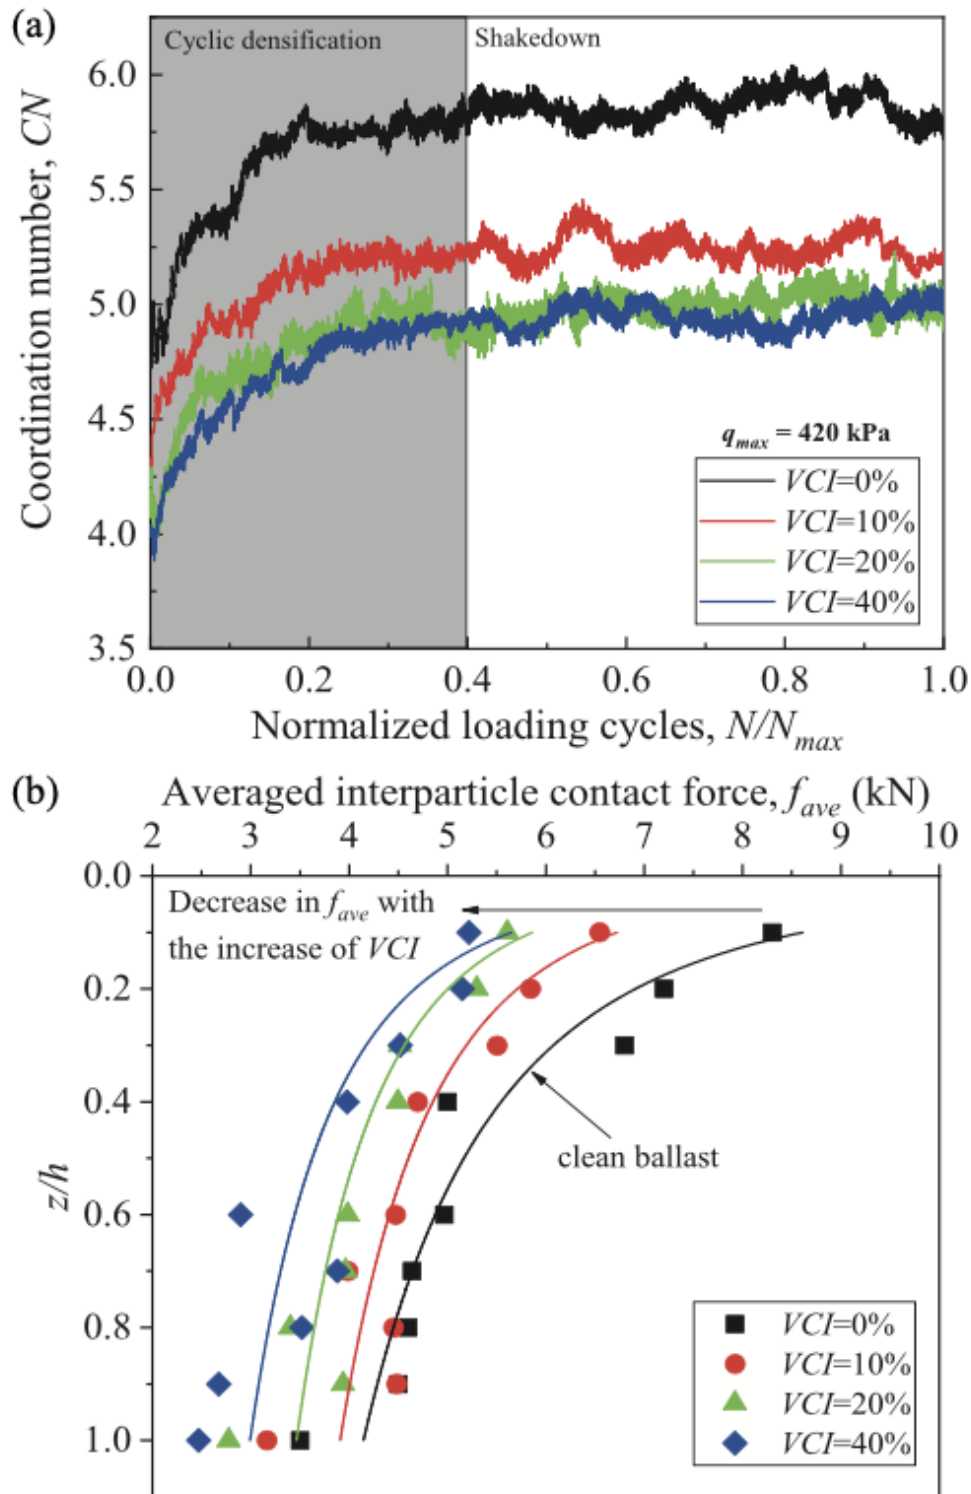 (a)
Cyclic densification
Shakedown
6.0
5.5
5.0
4.5
4.0
3.5
Coordination number, CN
q_max = 420 kPa
VCI=0%
VCI=10%
VCI=20%
VCI=40%
0.0 0.2 0.4 0.6 0.8 1.0
Normalized loading cycles, N/N_max
(b)
Averaged interparticle contact force, f_ave (kN)
2 3 4 5 6 7 8 9 10
0.0
0.2
0.4
0.6
0.8
1.0
z/h
Decrease in f_ave with
the increase of VCI
clean ballast
VCI=0%
VCI=10%
VCI=20%
VCI=40%